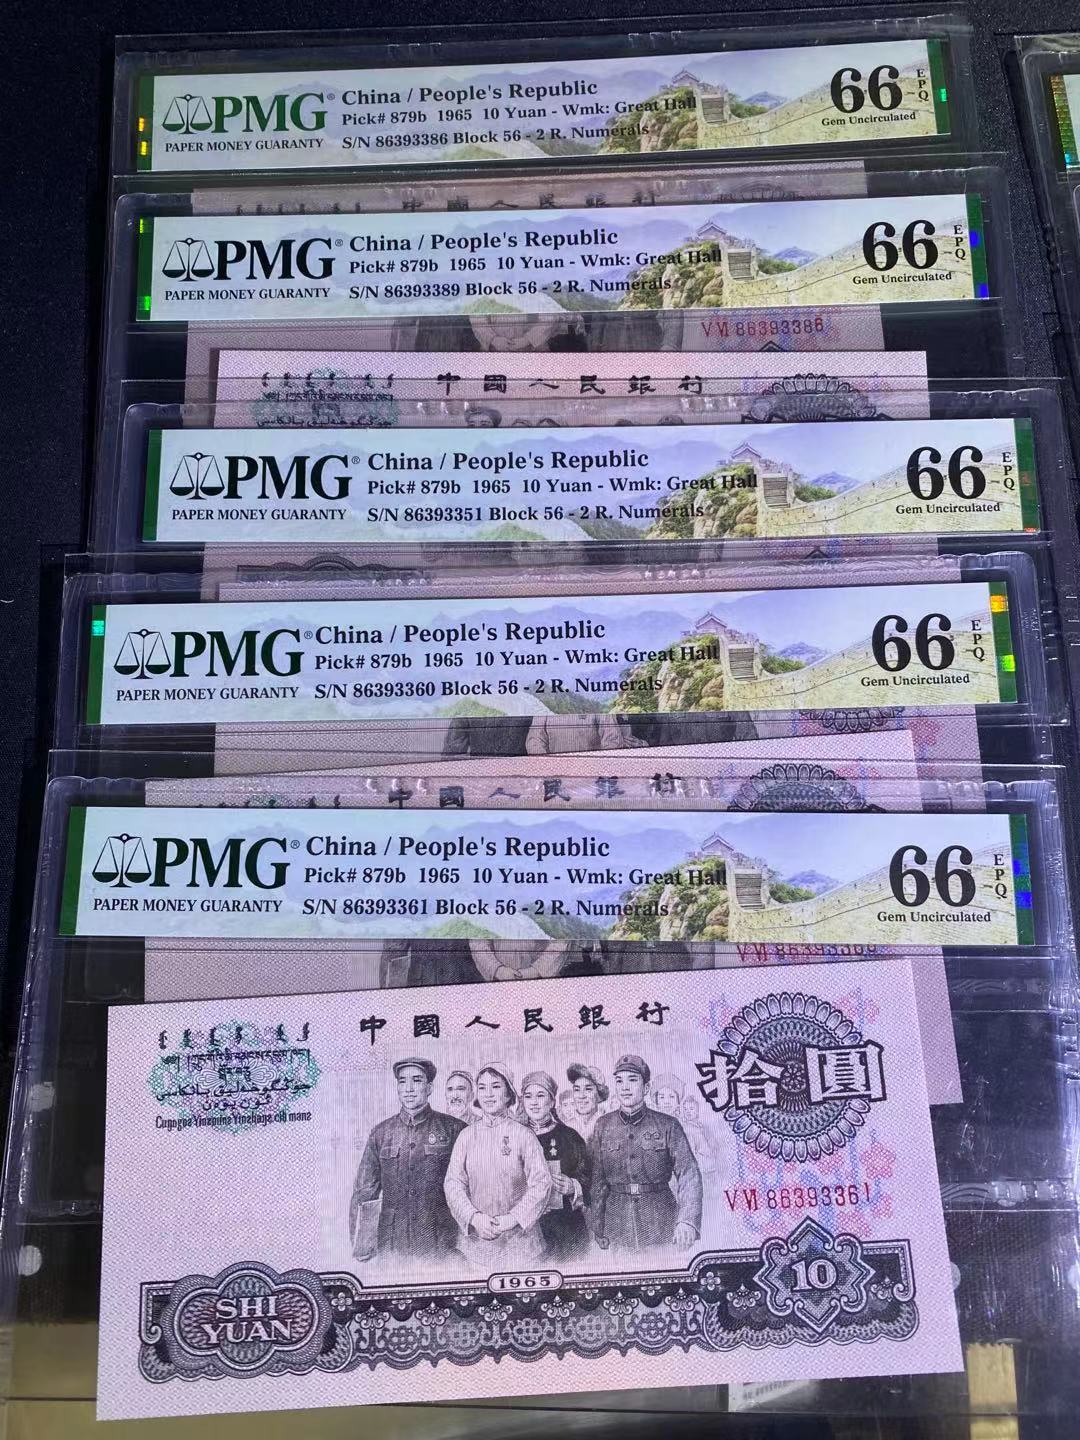 PMG®
PAPER MONEY GUARANTY
China / People's Republic
Pick# 879b 1965 10 Yuan - Wmk: Great Hall
S/N 86393386 Block 56 - 2 R. Numerals
66 EPQ
Gem Uncirculated
PMG®
PAPER MONEY GUARANTY
China / People's Republic
Pick# 879b 1965 10 Yuan - Wmk: Great Hall
S/N 86393389 Block 56 - 2 R. Numerals
66 EPQ
Gem Uncirculated
VVI 86393386
中國人民銀行
PMG®
PAPER MONEY GUARANTY
China / People's Republic
Pick# 879b 1965 10 Yuan - Wmk: Great Hall
S/N 86393351 Block 56 - 2 R. Numerals
66 EPQ
Gem Uncirculated
PMG®
PAPER MONEY GUARANTY
China / People's Republic
Pick# 879b 1965 10 Yuan - Wmk: Great Hall
S/N 86393360 Block 56 - 2 R. Numerals
66 EPQ
Gem Uncirculated
中國人民銀行
PMG®
PAPER MONEY GUARANTY
China / People's Republic
Pick# 879b 1965 10 Yuan - Wmk: Great Hall
S/N 86393361 Block 56 - 2 R. Numerals
66 EPQ
Gem Uncirculated
中國人民銀行
拾圓
VVI 86393361
1965
10
SHI
YUAN